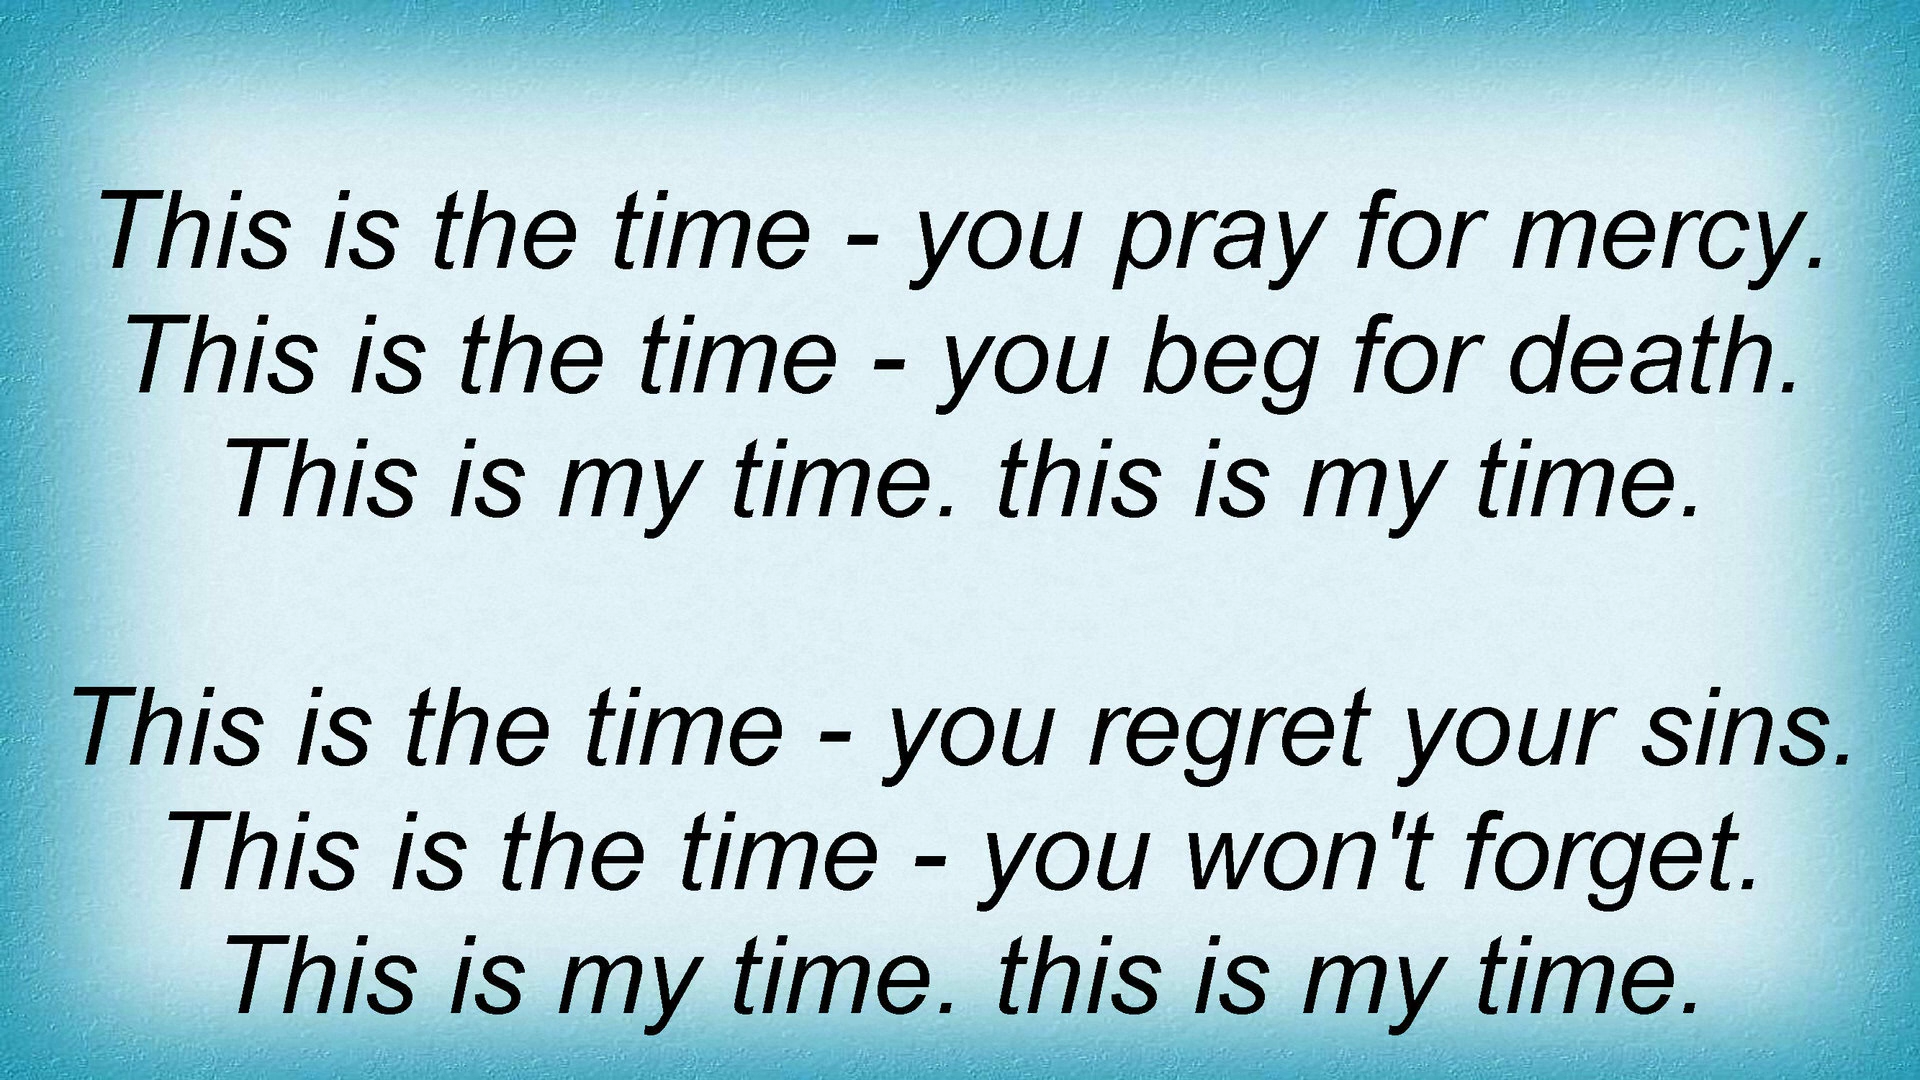 This is the time - you pray for mercy.
This is the time - you beg for death.
This is my time. this is my time.
This is the time - you regret your sins.
This is the time - you won't forget.
This is my time. this is my time.